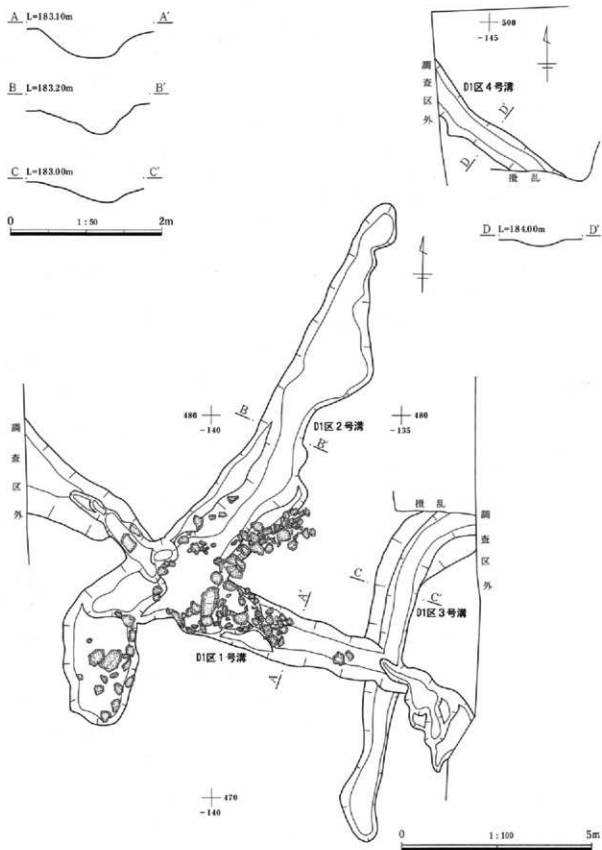 A L=183.10m A'
B L=183.20m B'
C L=183.00m C'
0 1:50 2m
500
-145
調査区外
D1区4号溝
D'
D
撹乱
D L=184.00m D'
480
-140
B
B'
D1区2号溝
480
-135
調査区外
撹乱
調査区外
C
C'
D1区3号溝
A'
A
D1区1号溝
470
-140
0 1:100 5m